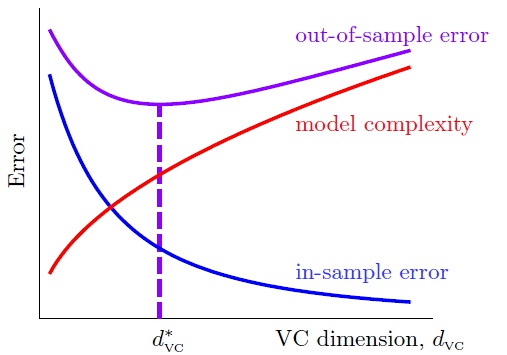 out-of-sample error
model complexity
Error
in-sample error
d*VC
VC dimension, dVC